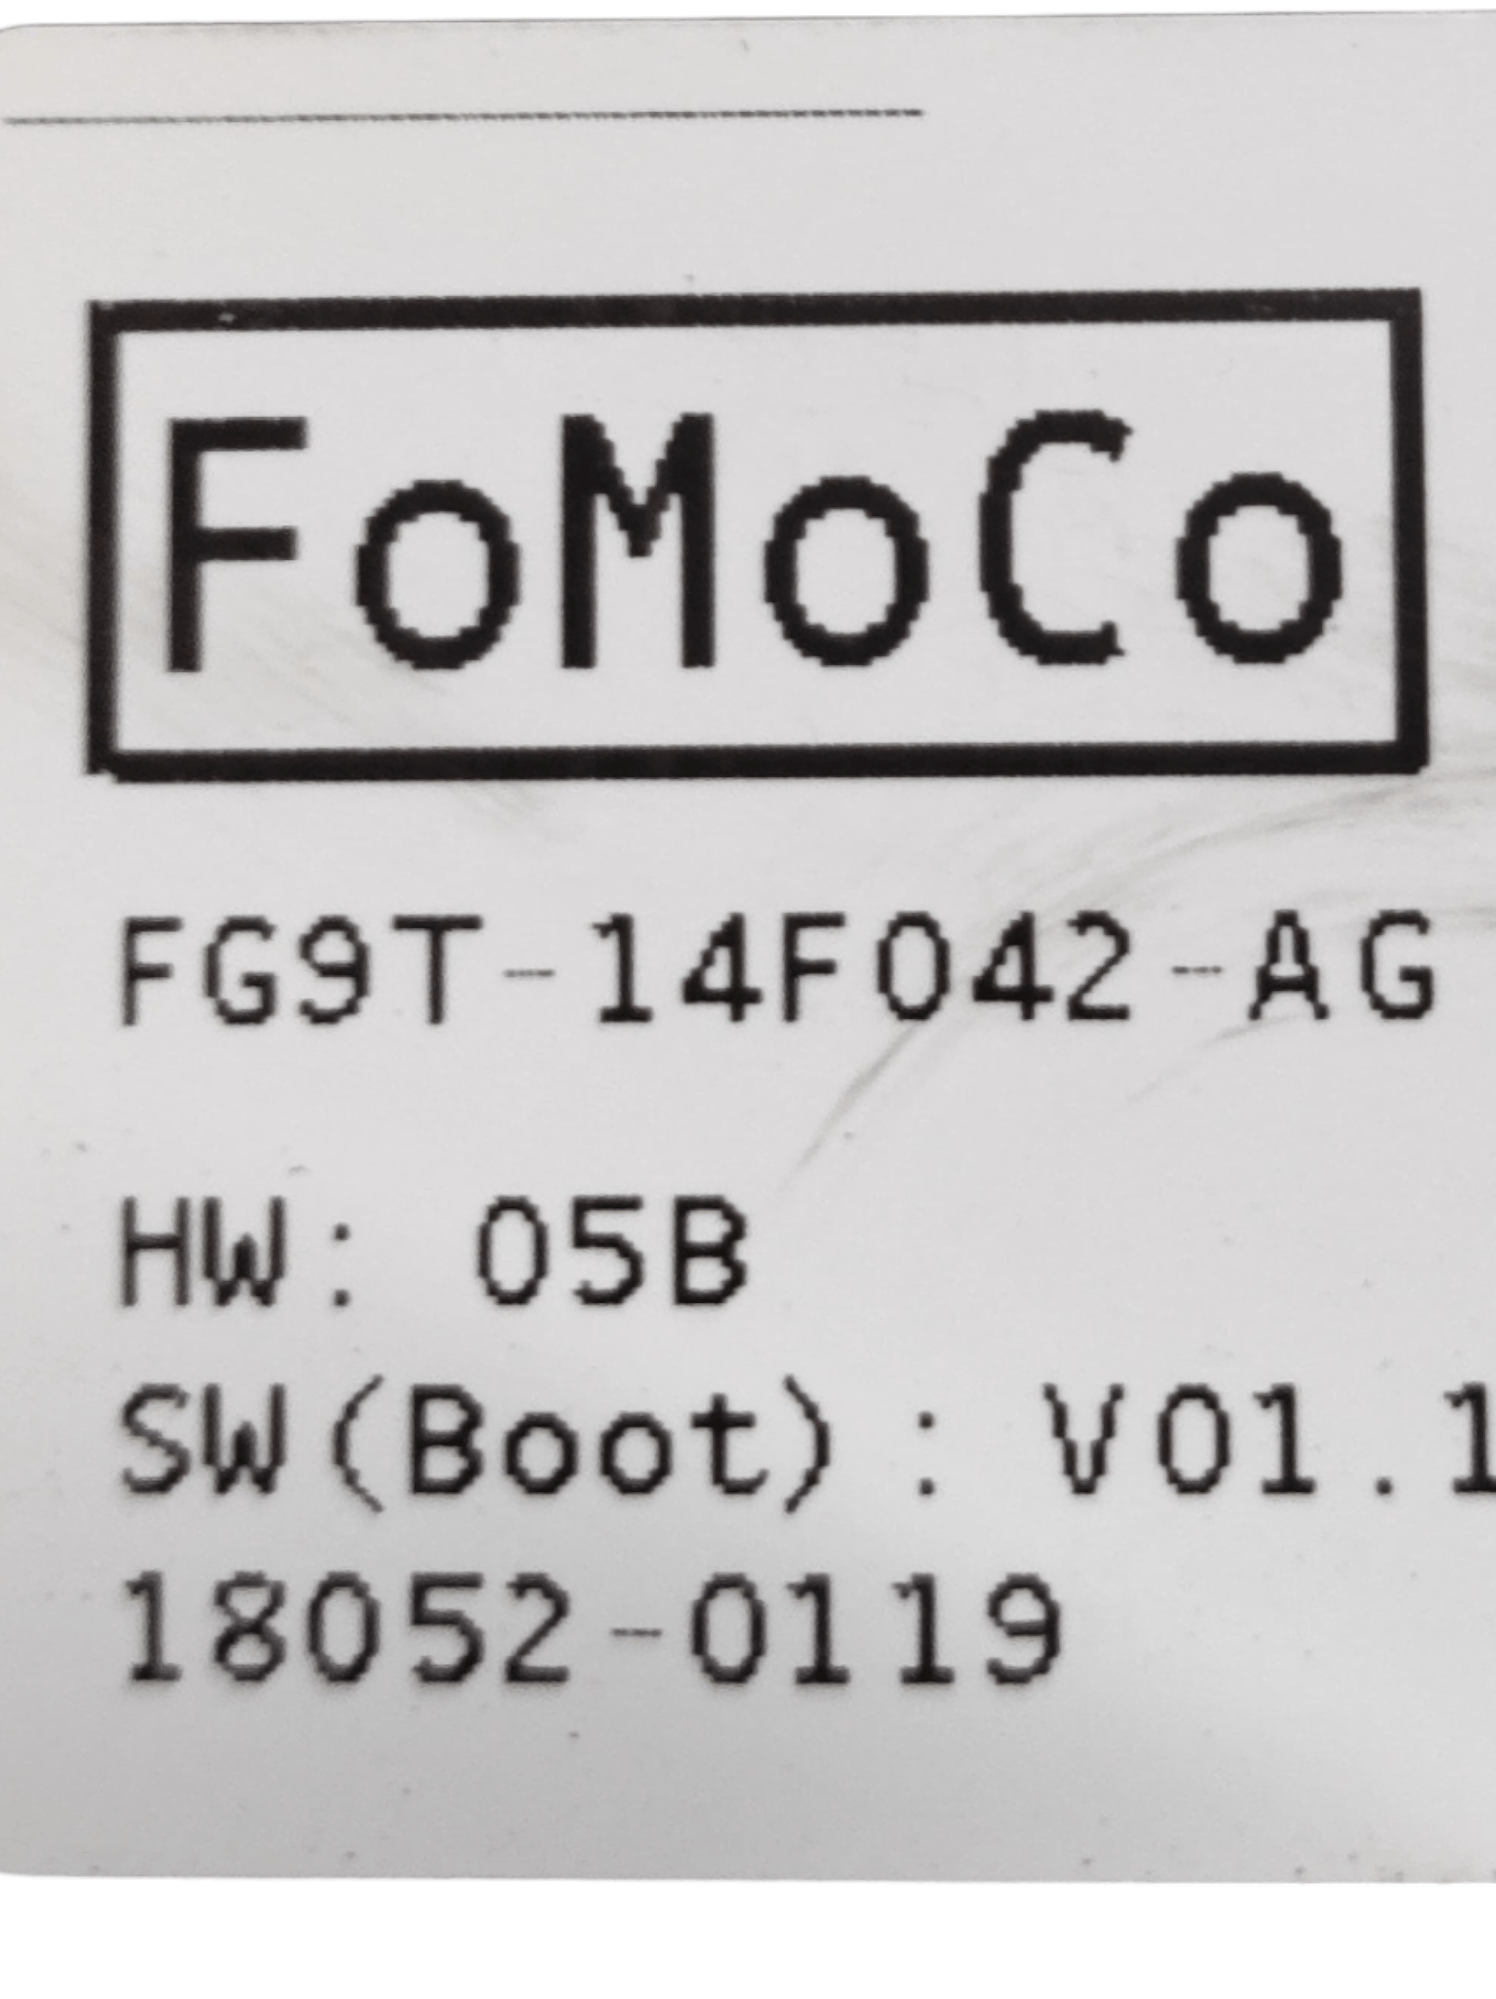 FoMoCo
FG9T-14F042-AG
HW: 05B
SW(Boot): V01.1
18052-0119